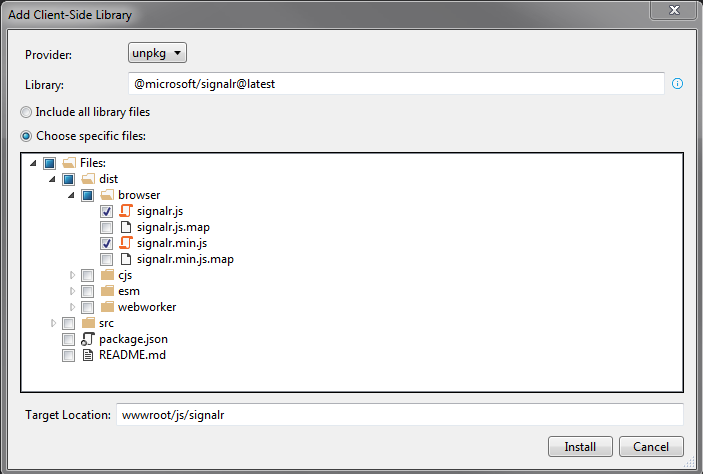 Add Client-Side Library
Provider: unpkg
Library: @microsoft/signalr@latest
Include all library files
Choose specific files:
Files:
dist
browser
signalr.js
signalr.js.map
signalr.min.js
signalr.min.js.map
cjs
esm
webworker
src
package.json
README.md
Target Location: wwwroot/js/signalr
Install Cancel